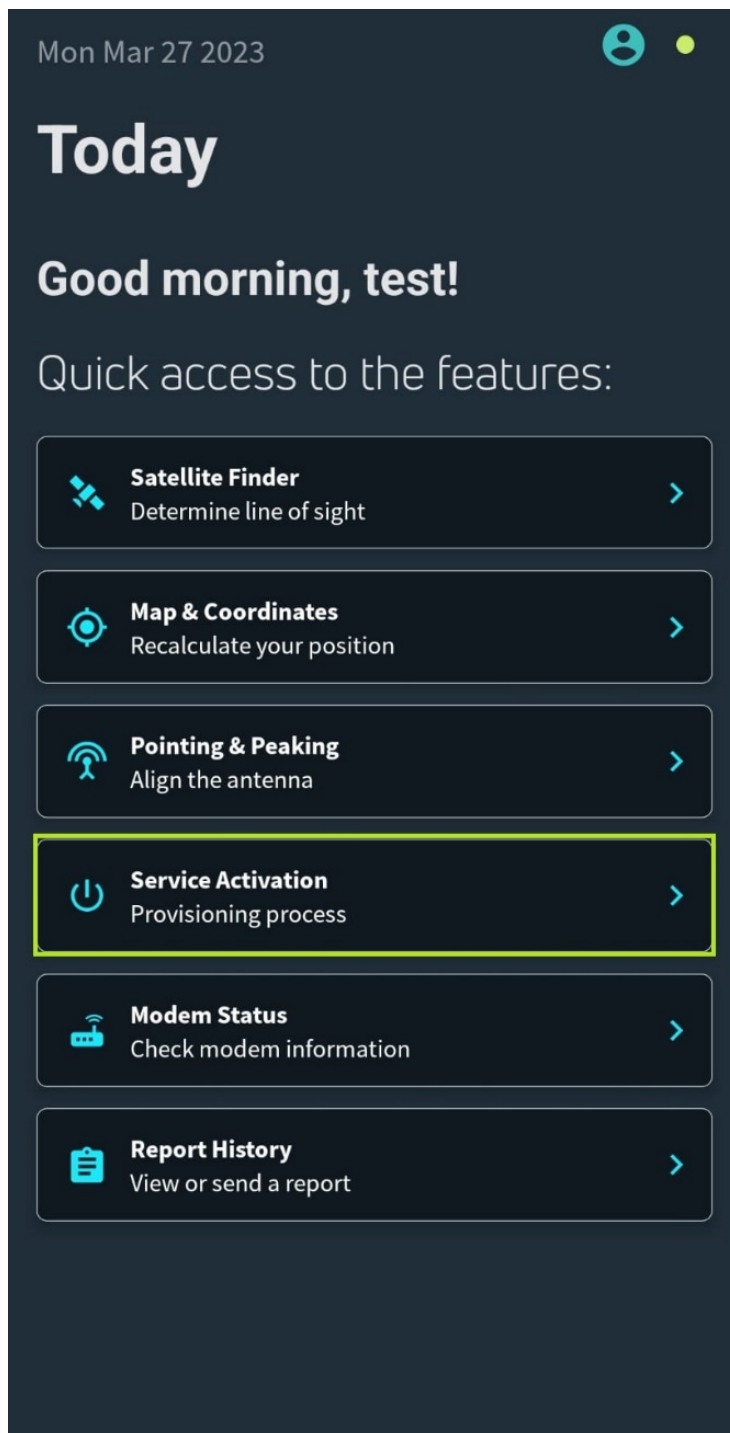 Mon Mar 27 2023
Today
Good morning, test!
Quick access to the features:
Satellite Finder
Determine line of sight
Map & Coordinates
Recalculate your position
Pointing & Peaking
Align the antenna
Service Activation
Provisioning process
Modem Status
Check modem information
Report History
View or send a report